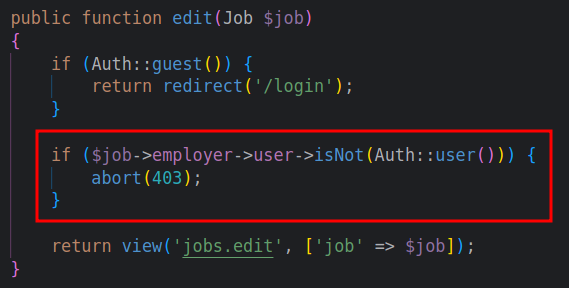 public function edit(Job $job)
{
    if (Auth::guest()) {
        return redirect('/login');
    }
    if ($job->employer->user->isNot(Auth::user())) {
        abort(403);
    }
    return view('jobs.edit', ['job' => $job]);
}